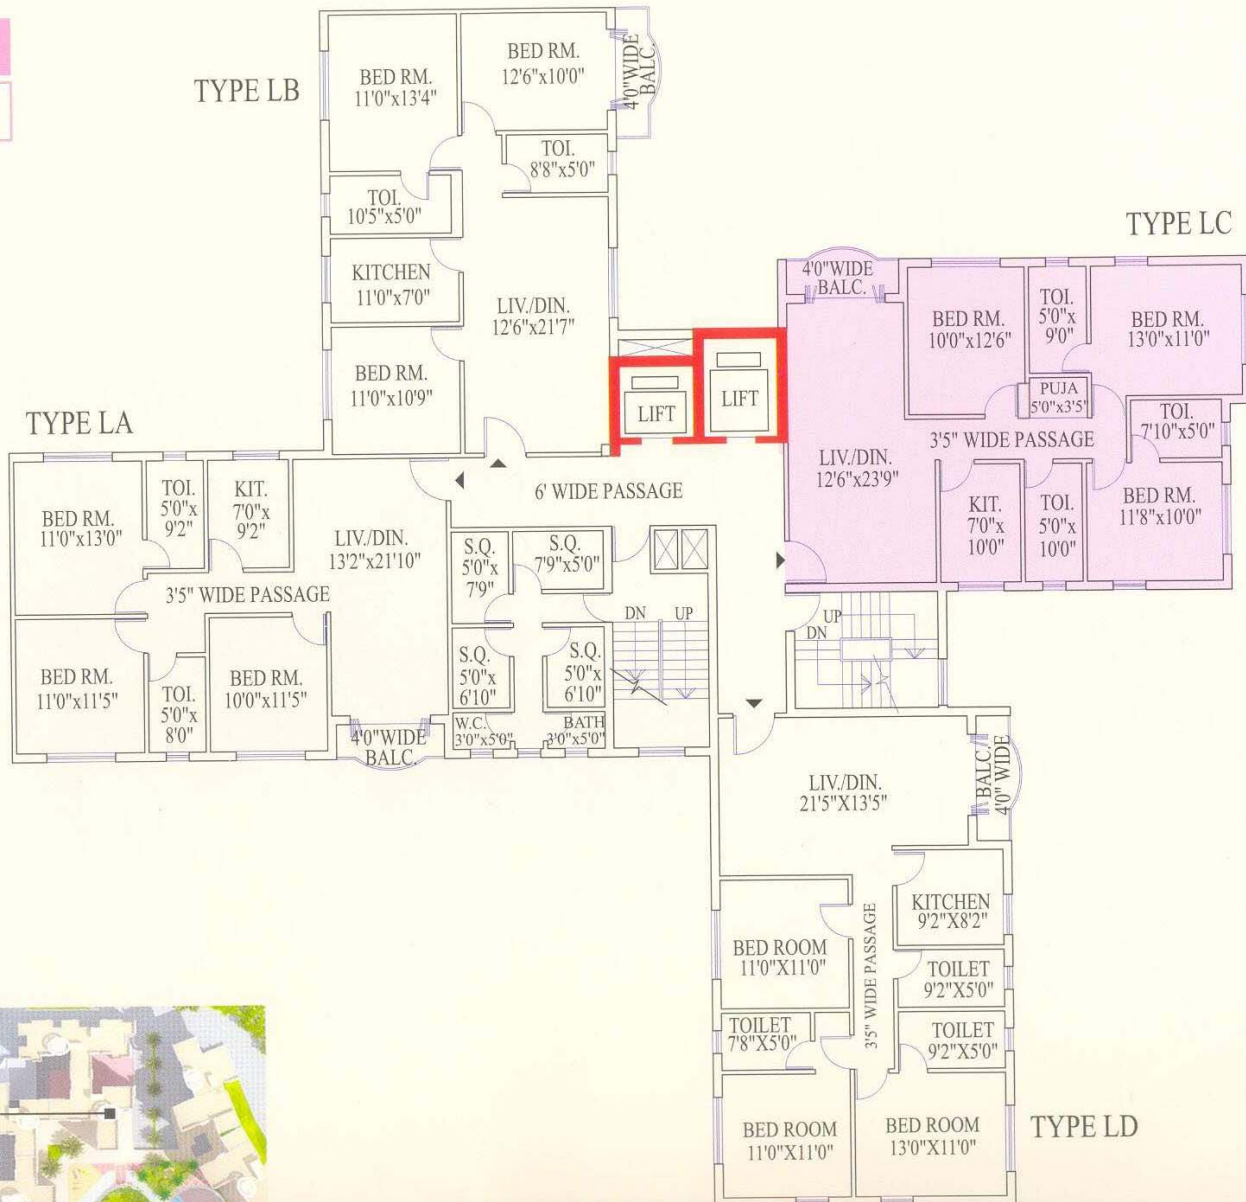 TYPE LB
BED RM.
11'0"x13'4"
BED RM.
12'6"x10'0"
4'0"WIDE
BALC.
TOI.
8'8"x5'0"
TOI.
10'5"x5'0"
KITCHEN
11'0"x7'0"
LIV./DIN.
12'6"x21'7"
BED RM.
11'0"x10'9"
LIFT
LIFT
TYPE LC
4'0"WIDE
BALC.
BED RM.
10'0"x12'6"
TOI.
5'0"x
9'0"
BED RM.
13'0"x11'0"
PUJA
5'0"x3'5"
TOI.
7'10"x5'0"
3'5" WIDE PASSAGE
LIV./DIN.
12'6"x23'9"
KIT.
7'0"x
10'0"
TOI.
5'0"x
10'0"
BED RM.
11'8"x10'0"
TYPE LA
BED RM.
11'0"x13'0"
TOI.
5'0"x
9'2"
KIT.
7'0"x
9'2"
LIV./DIN.
13'2"x21'10"
3'5" WIDE PASSAGE
BED RM.
11'0"x11'5"
TOI.
5'0"x
8'0"
BED RM.
10'0"x11'5"
4'0"WIDE
BALC.
6' WIDE PASSAGE
S.Q.
5'0"x
7'9"
S.Q.
7'9"x5'0"
S.Q.
5'0"x
6'10"
S.Q.
5'0"x
6'10"
W.C.
3'0"x5'0"
BATH
3'0"x5'0"
DN
UP
UP
DN
LIV./DIN.
21'5"X13'5"
BALC.
4'0" WIDE
KITCHEN
9'2"X8'2"
BED ROOM
11'0"X11'0"
3'5" WIDE PASSAGE
TOILET
9'2"X5'0"
TOILET
7'8"X5'0"
TOILET
9'2"X5'0"
BED ROOM
11'0"X11'0"
BED ROOM
13'0"X11'0"
TYPE LD